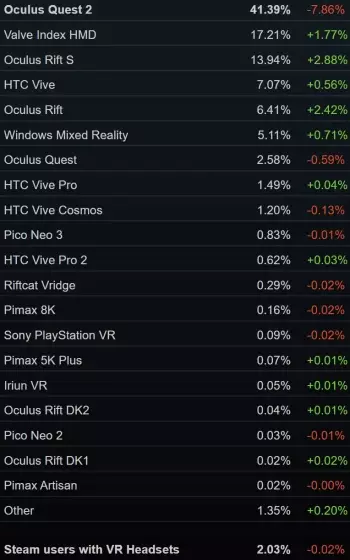 Oculus Quest 2 41.39% -7.86%
Valve Index HMD 17.21% +1.77%
Oculus Rift S 13.94% +2.88%
HTC Vive 7.07% +0.56%
Oculus Rift 6.41% +2.42%
Windows Mixed Reality 5.11% +0.71%
Oculus Quest 2.58% -0.59%
HTC Vive Pro 1.49% +0.04%
HTC Vive Cosmos 1.20% -0.13%
Pico Neo 3 0.83% -0.01%
HTC Vive Pro 2 0.62% +0.03%
Riftcat Vridge 0.29% -0.02%
Pimax 8K 0.16% -0.02%
Sony PlayStation VR 0.09% -0.02%
Pimax 5K Plus 0.07% +0.01%
Iriun VR 0.05% +0.01%
Oculus Rift DK2 0.04% +0.01%
Pico Neo 2 0.03% -0.01%
Oculus Rift DK1 0.02% +0.02%
Pimax Artisan 0.02% -0.00%
Other 1.35% +0.20%
Steam users with VR Headsets 2.03% -0.02%